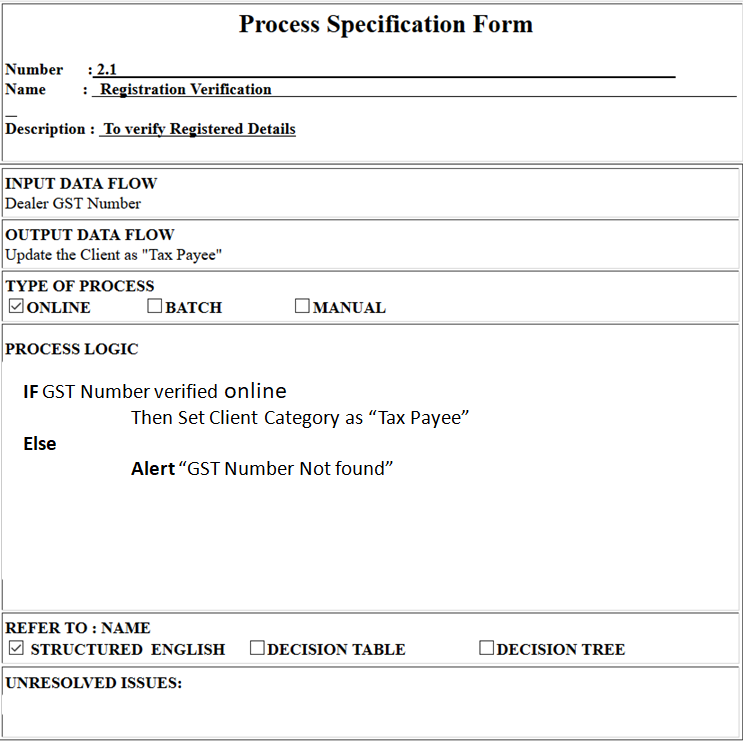 Process Specification Form
Number : 2.1
Name : Registration Verification
Description : To verify Registered Details
INPUT DATA FLOW
Dealer GST Number
OUTPUT DATA FLOW
Update the Client as "Tax Payee"
TYPE OF PROCESS
☑ ONLINE ☐ BATCH ☐ MANUAL
PROCESS LOGIC
IF GST Number verified online
Then Set Client Category as “Tax Payee”
Else
Alert “GST Number Not found”
REFER TO : NAME
☑ STRUCTURED ENGLISH ☐ DECISION TABLE ☐ DECISION TREE
UNRESOLVED ISSUES: